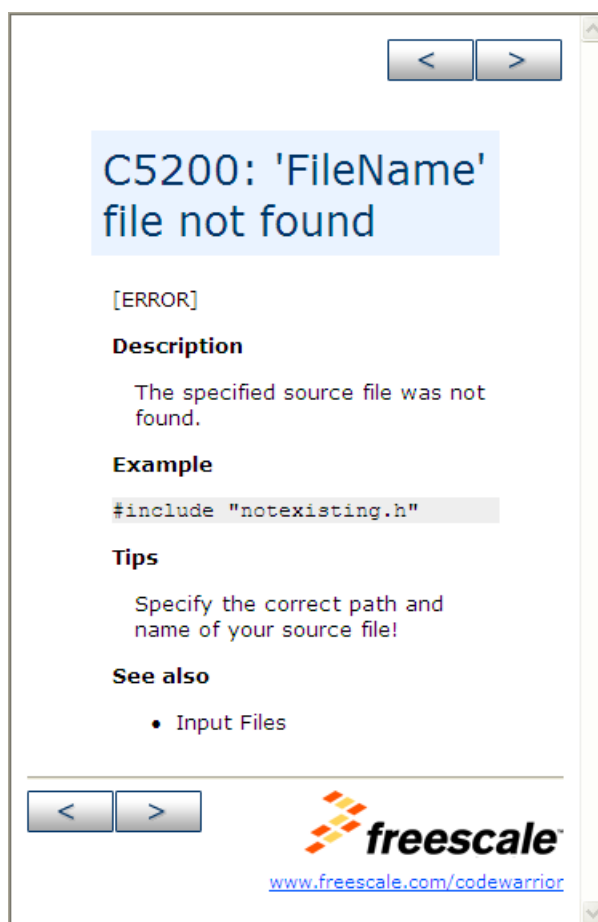 < >
C5200: 'FileName'
file not found
[ERROR]
Description
The specified source file was not
found.
Example
#include "notexisting.h"
Tips
Specify the correct path and
name of your source file!
See also
• Input Files
< >
freescale™
www.freescale.com/codewarrior